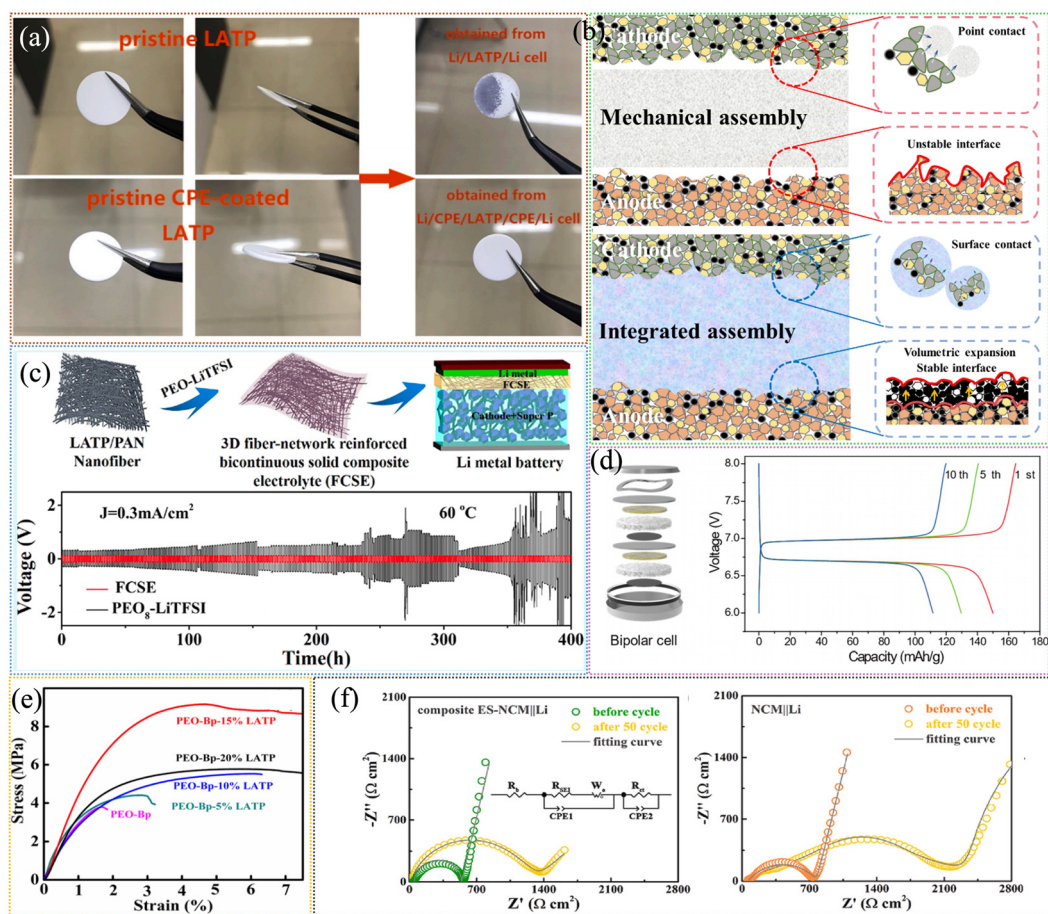 (a)
pristine LATP
obtained from
Li/LATP/Li cell
pristine CPE-coated
LATP
obtained from
Li/CPE/LATP/CPE/Li cell
(b)
Cathode
Mechanical assembly
Anode
Point contact
Unstable interface
Cathode
Integrated assembly
Anode
Surface contact
Volumetric expansion
Stable interface
(c)
LATP/PAN
Nanofiber
PEO-LiTFSI
3D fiber-network reinforced
bicontinuous solid composite
electrolyte (FCSE)
Li metal
FCSE
Cathode+Super P
Li metal battery
J=0.3mA/cm²
60 °C
FCSE
PEO₈-LiTFSI
Voltage (V)
2
0
-2
0 100 200 300 400
Time(h)
(d)
Bipolar cell
10 th 5 th 1 st
Voltage (V)
8.0
7.5
7.0
6.5
6.0
0 20 40 60 80 100 120 140 160 180
Capacity (mAh/g)
(e)
PEO-Bp-15% LATP
PEO-Bp-20% LATP
PEO-Bp-10% LATP
PEO-Bp-5% LATP
PEO-Bp
Stress (MPa)
8
6
4
2
0
0 1 2 3 4 5 6 7
Strain (%)
(f)
composite ES-NCM||Li
before cycle
after 50 cycle
fitting curve
R_b R_SEI W_o R_ct
CPE1 CPE2
-Z'' (Ω cm²)
2100
1400
700
0
0 700 1400 2100 2800
Z' (Ω cm²)
NCM||Li
before cycle
after 50 cycle
fitting curve
-Z'' (Ω cm²)
2100
1400
700
0
0 700 1400 2100 2800
Z' (Ω cm²)